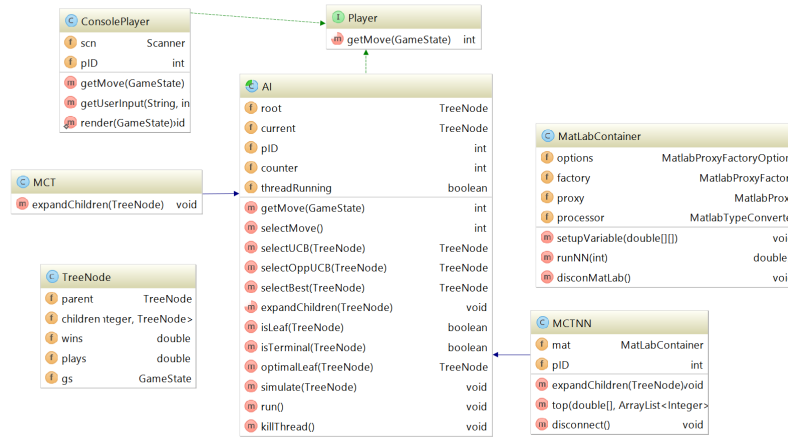 ConsolePlayer
scn Scanner
pID int
getMove(GameState)
getUserInput(String, in
render(GameState)id
Player
getMove(GameState) int
AI
root TreeNode
current TreeNode
pID int
counter int
threadRunning boolean
getMove(GameState) int
selectMove() int
selectUCB(TreeNode) TreeNode
selectOppUCB(TreeNode) TreeNode
selectBest(TreeNode) TreeNode
expandChildren(TreeNode) void
isLeaf(TreeNode) boolean
isTerminal(TreeNode) boolean
optimalLeaf(TreeNode) TreeNode
simulate(TreeNode) void
run() void
killThread() void
MCT
expandChildren(TreeNode) void
TreeNode
parent TreeNode
children nteger, TreeNode>
wins double
plays double
gs GameState
MatLabContainer
options MatlabProxyFactoryOption
factory MatlabProxyFactor
proxy MatlabProx
processor MatlabTypeConverte
setupVariable(double[][]) voi
runNN(int) double
disconMatLab() voi
MCTNN
mat MatLabContainer
pID int
expandChildren(TreeNode)void
top(double[], ArrayList<Integer>
disconnect() void